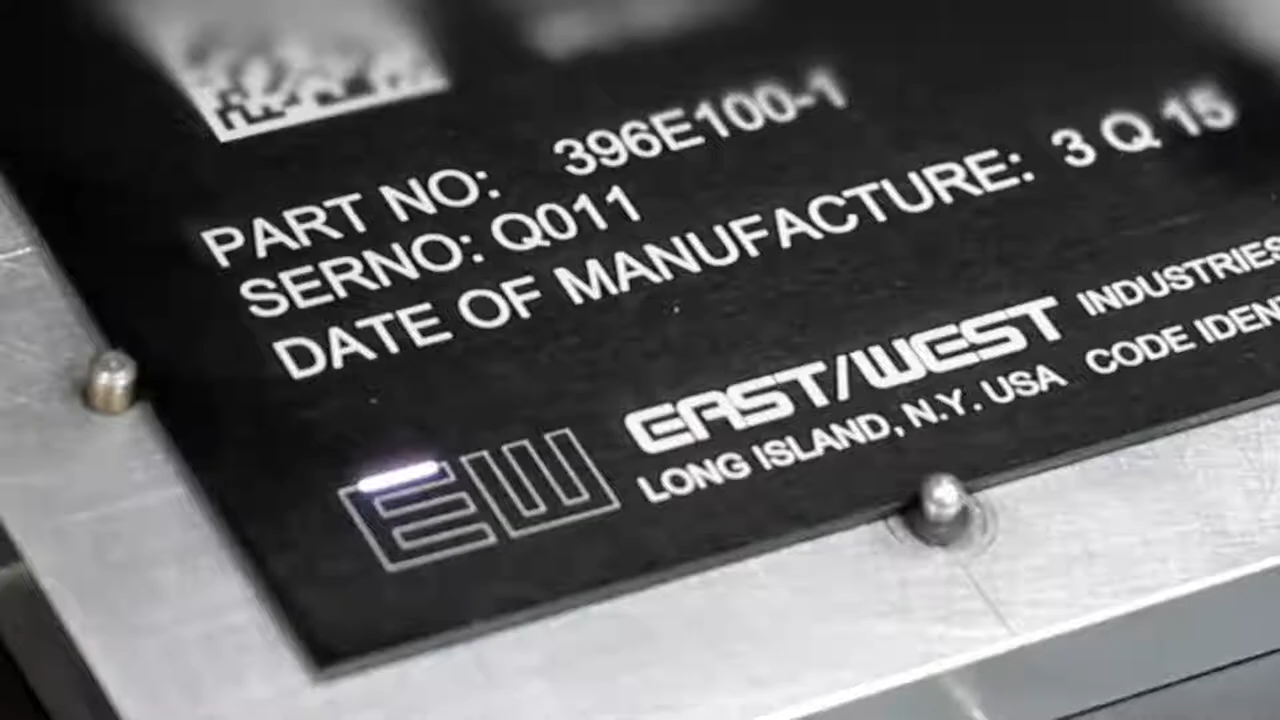 PART NO: 396E100-1
SERNO: Q011
DATE OF MANUFACTURE: 3 Q 15
EW
EAST/WEST INDUSTRIES
LONG ISLAND, N.Y. USA CODE IDEN